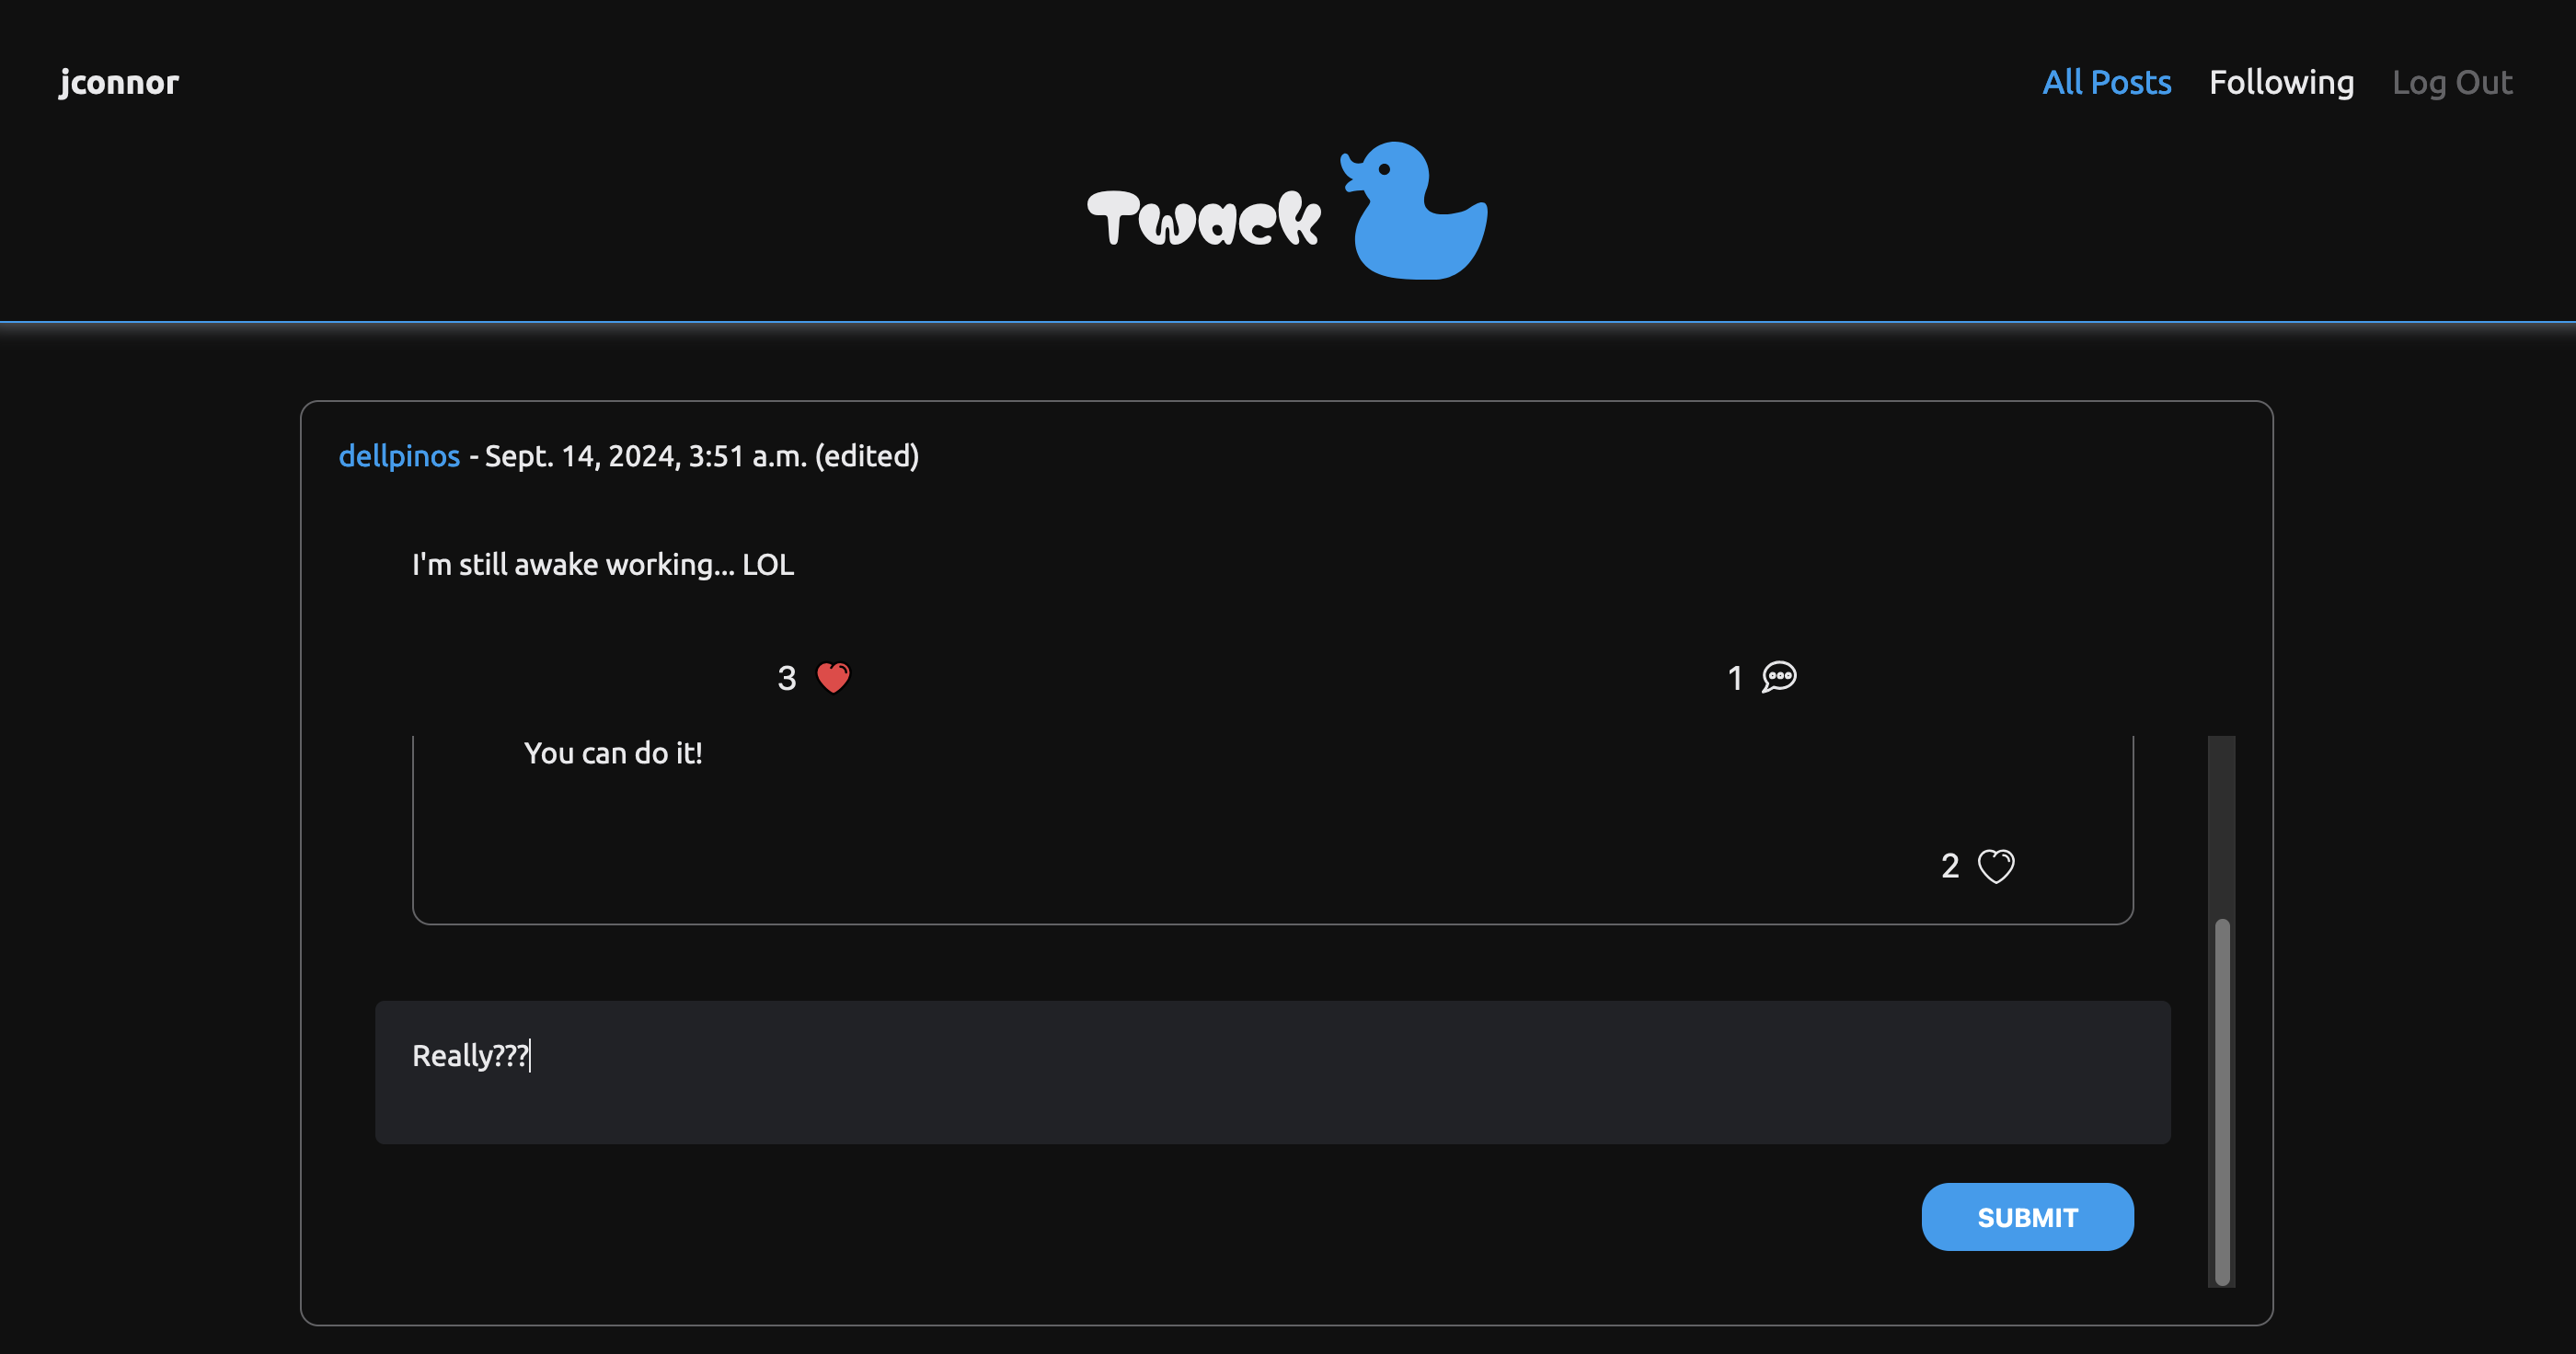 jconnor
All Posts Following Log Out
Twack
dellpinos - Sept. 14, 2024, 3:51 a.m. (edited)
I'm still awake working... LOL
3 1
You can do it!
2
Really???
SUBMIT